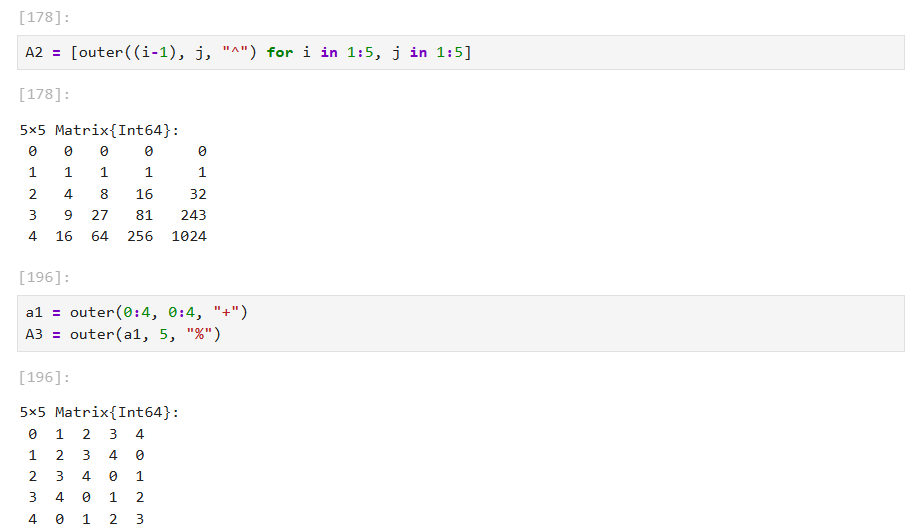 [178]:
A2 = [outer((i-1), j, "^") for i in 1:5, j in 1:5]
[178]:
5×5 Matrix{Int64}:
0 0 0 0 0
1 1 1 1 1
2 4 8 16 32
3 9 27 81 243
4 16 64 256 1024
[196]:
a1 = outer(0:4, 0:4, "+")
A3 = outer(a1, 5, "%")
[196]:
5×5 Matrix{Int64}:
0 1 2 3 4
1 2 3 4 0
2 3 4 0 1
3 4 0 1 2
4 0 1 2 3